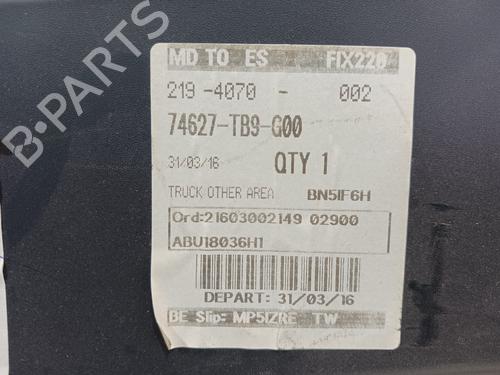 MD TO ES FIX220
219-4070 - 002
74627-TB9-G00
31/03/16 QTY 1
TRUCK OTHER AREA BN5IF6H
Ord:21603002149 02900
ABU18036H1
DEPART: 31/03/16
BE Slip: MP5IZRE TW